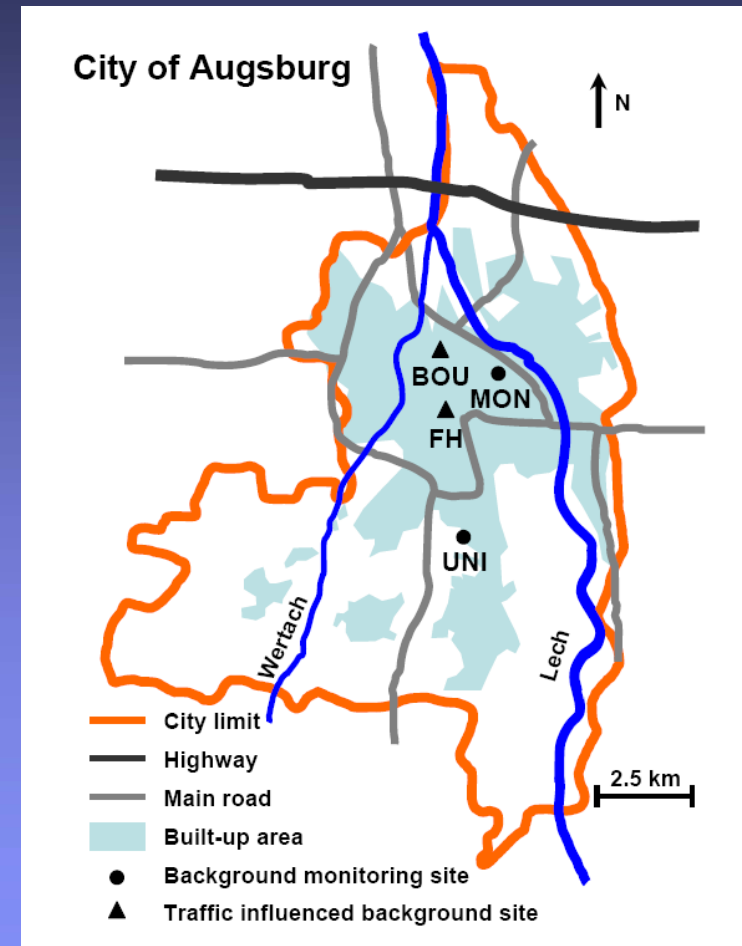 City of Augsburg
N
BOU
MON
FH
UNI
Wertach
Lech
City limit
Highway
Main road
2.5 km
Built-up area
Background monitoring site
Traffic influenced background site